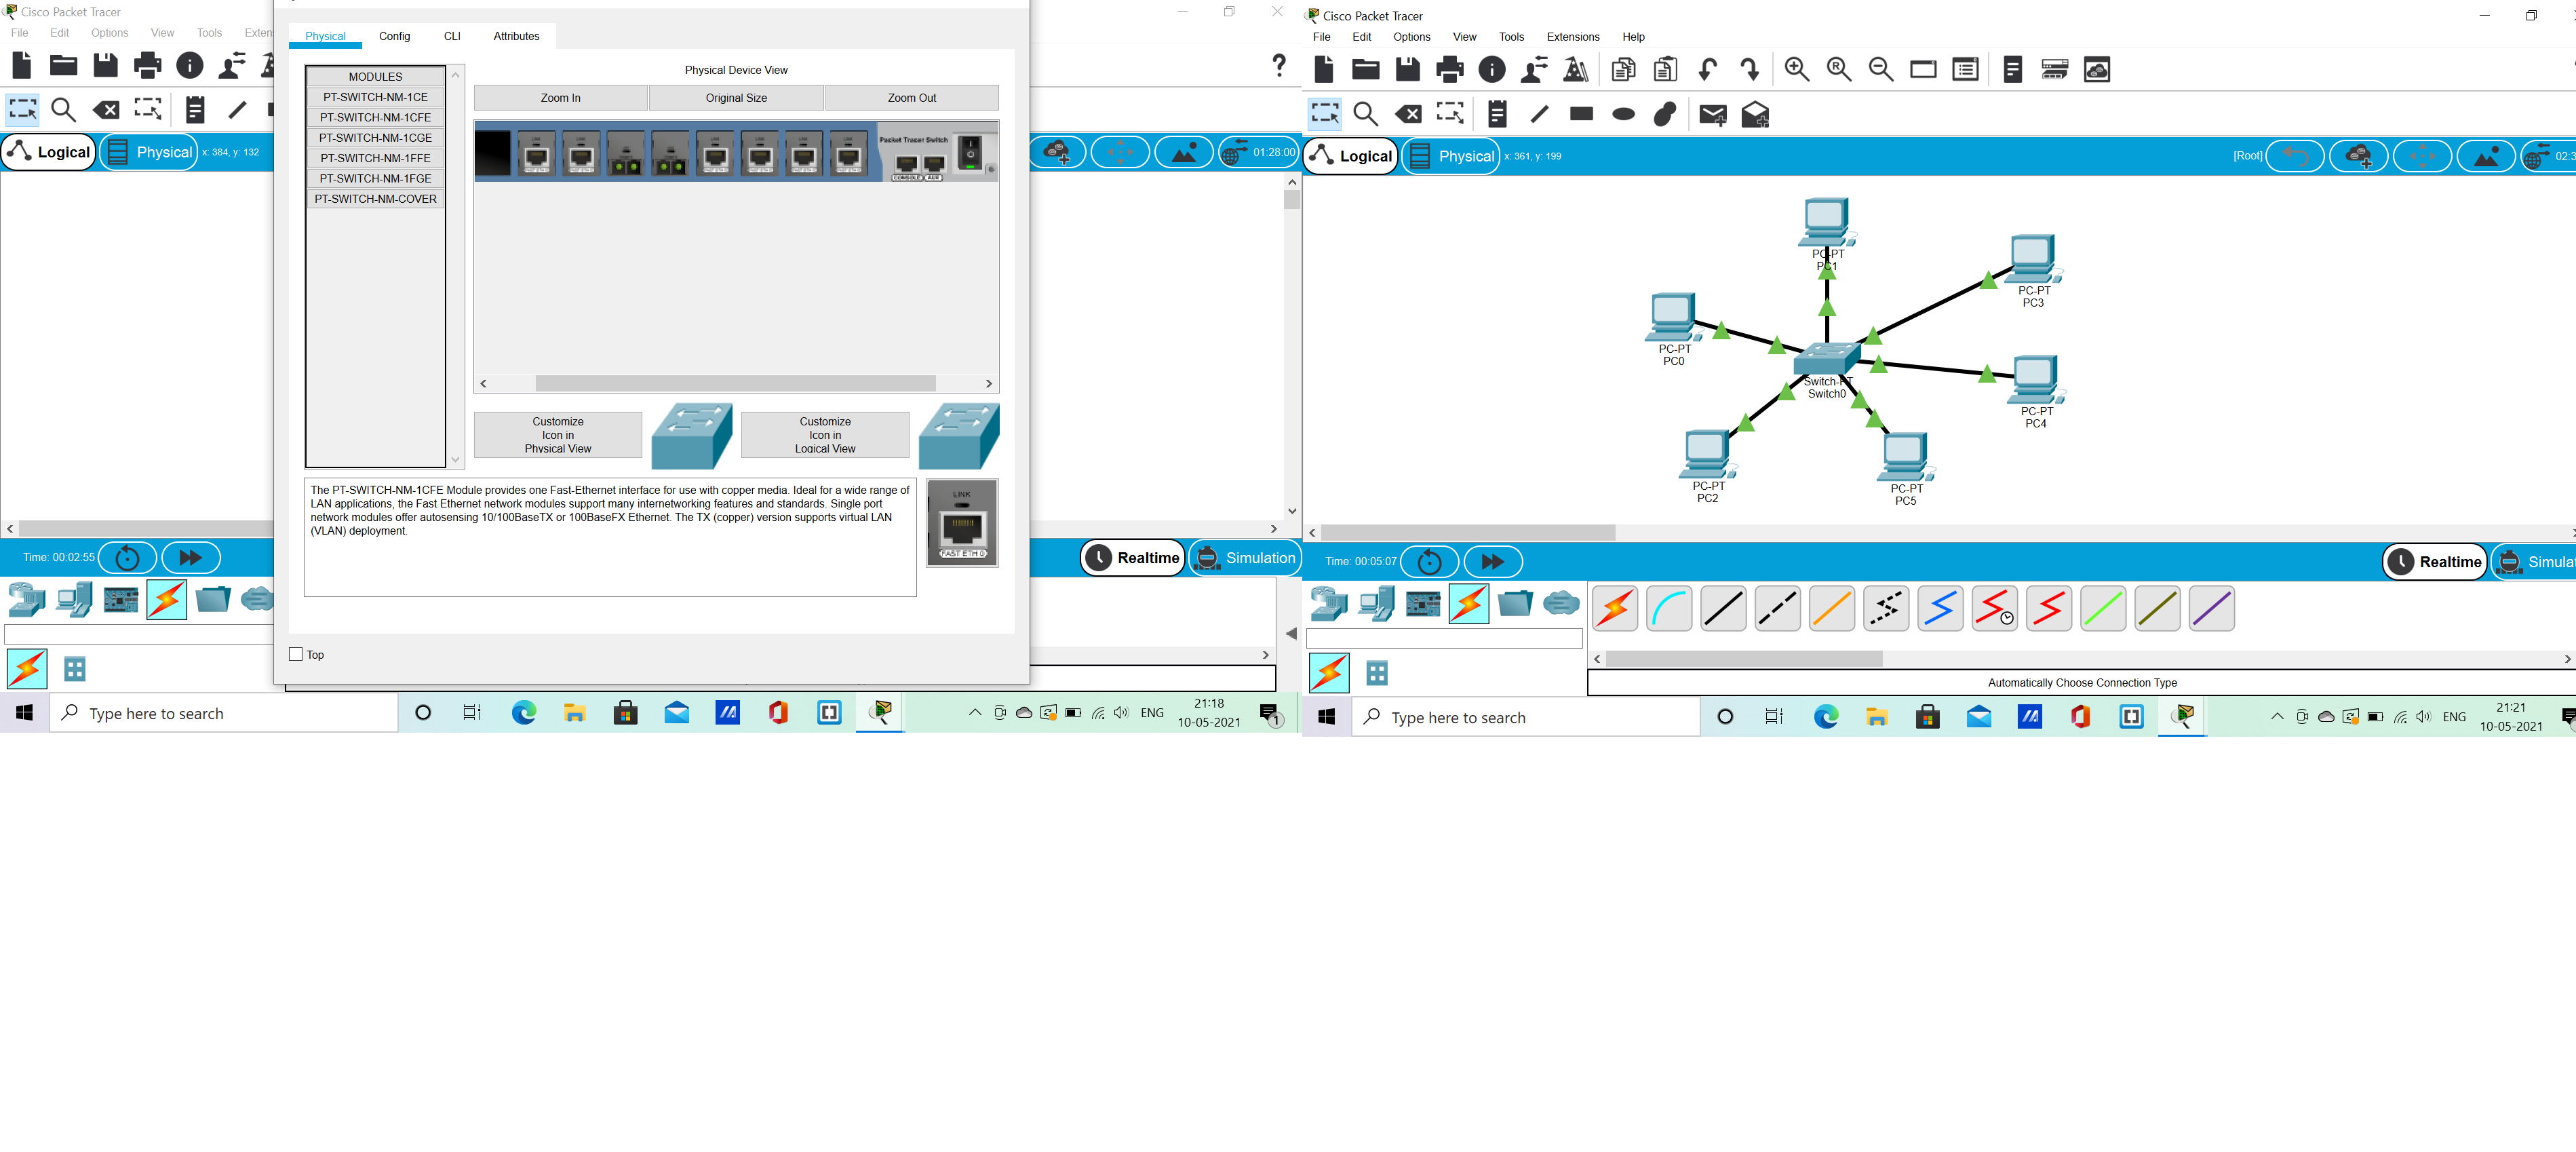 Cisco Packet Tracer
File Edit Options View Tools Exten
Logical
Physical
x: 384, y: 132
Physical Config CLI Attributes
MODULES
PT-SWITCH-NM-1CE
PT-SWITCH-NM-1CFE
PT-SWITCH-NM-1CGE
PT-SWITCH-NM-1FFE
PT-SWITCH-NM-1FGE
PT-SWITCH-NM-COVER
Physical Device View
Zoom In Original Size Zoom Out
Packet Tracer Switch
CONSOLE AUX
Customize
Icon in
Physical View
Customize
Icon in
Logical View
The PT-SWITCH-NM-1CFE Module provides one Fast-Ethernet interface for use with copper media. Ideal for a wide range of
LAN applications, the Fast Ethernet network modules support many internetworking features and standards. Single port
network modules offer autosensing 10/100BaseTX or 100BaseFX Ethernet. The TX (copper) version supports virtual LAN
(VLAN) deployment.
LINK
FAST ETH 0
Top
01:28:00
Time: 00:02:55
Realtime
Simulation
Type here to search
ENG
21:18
10-05-2021
1
Cisco Packet Tracer
File Edit Options View Tools Extensions Help
Logical
Physical
x: 361, y: 199
[Root]
02:3
PC-PT
PC1
PC-PT
PC3
PC-PT
PC0
Switch-PT
Switch0
PC-PT
PC4
PC-PT
PC2
PC-PT
PC5
Time: 00:05:07
Realtime
Simulat
Automatically Choose Connection Type
Type here to search
ENG
21:21
10-05-2021